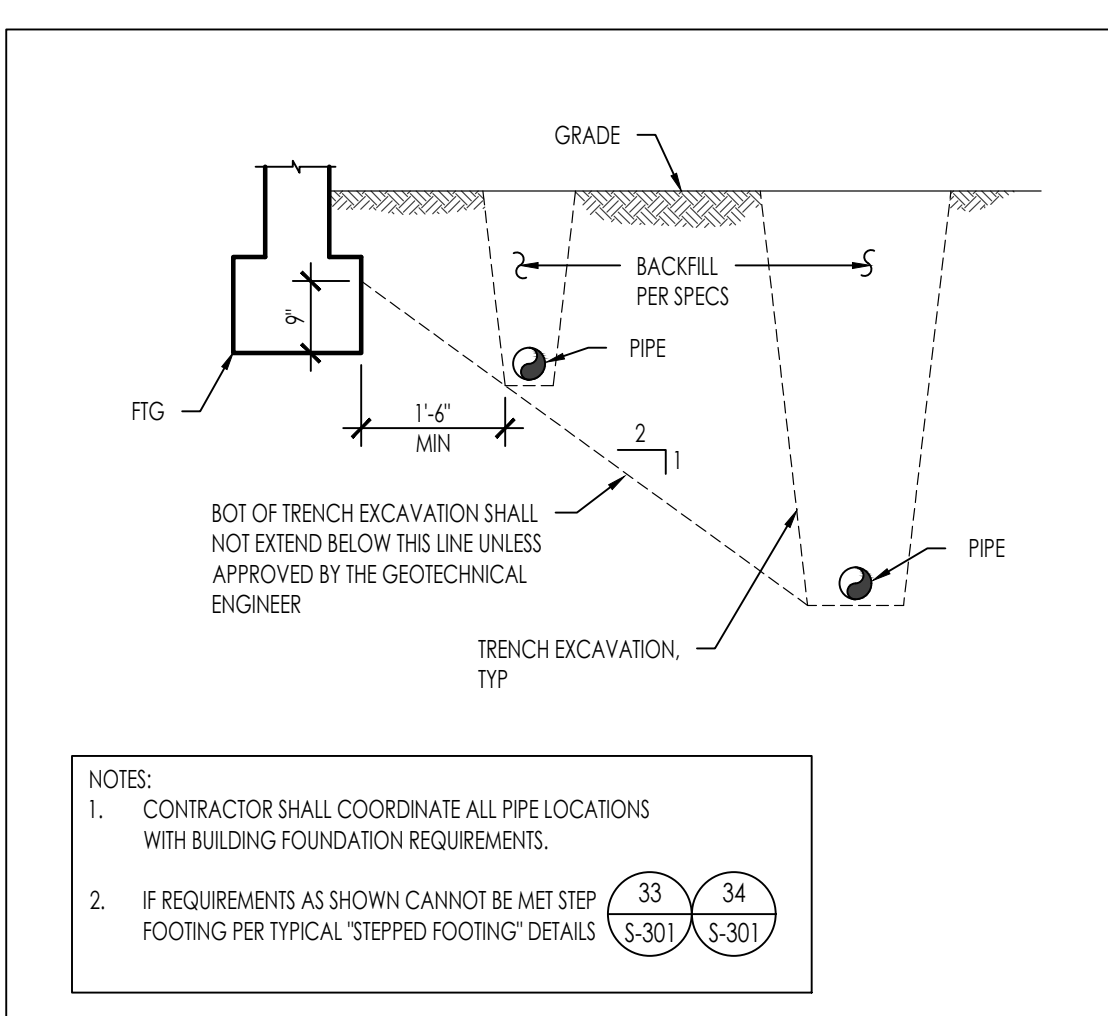 GRADE
BACKFILL
PER SPECS
9"
PIPE
FTG
1'-6"
MIN
2
1
BOT OF TRENCH EXCAVATION SHALL
NOT EXTEND BELOW THIS LINE UNLESS
APPROVED BY THE GEOTECHNICAL
ENGINEER
PIPE
TRENCH EXCAVATION,
TYP
NOTES:
1. CONTRACTOR SHALL COORDINATE ALL PIPE LOCATIONS
WITH BUILDING FOUNDATION REQUIREMENTS.
2. IF REQUIREMENTS AS SHOWN CANNOT BE MET STEP
FOOTING PER TYPICAL "STEPPED FOOTING" DETAILS
33
S-301
34
S-301